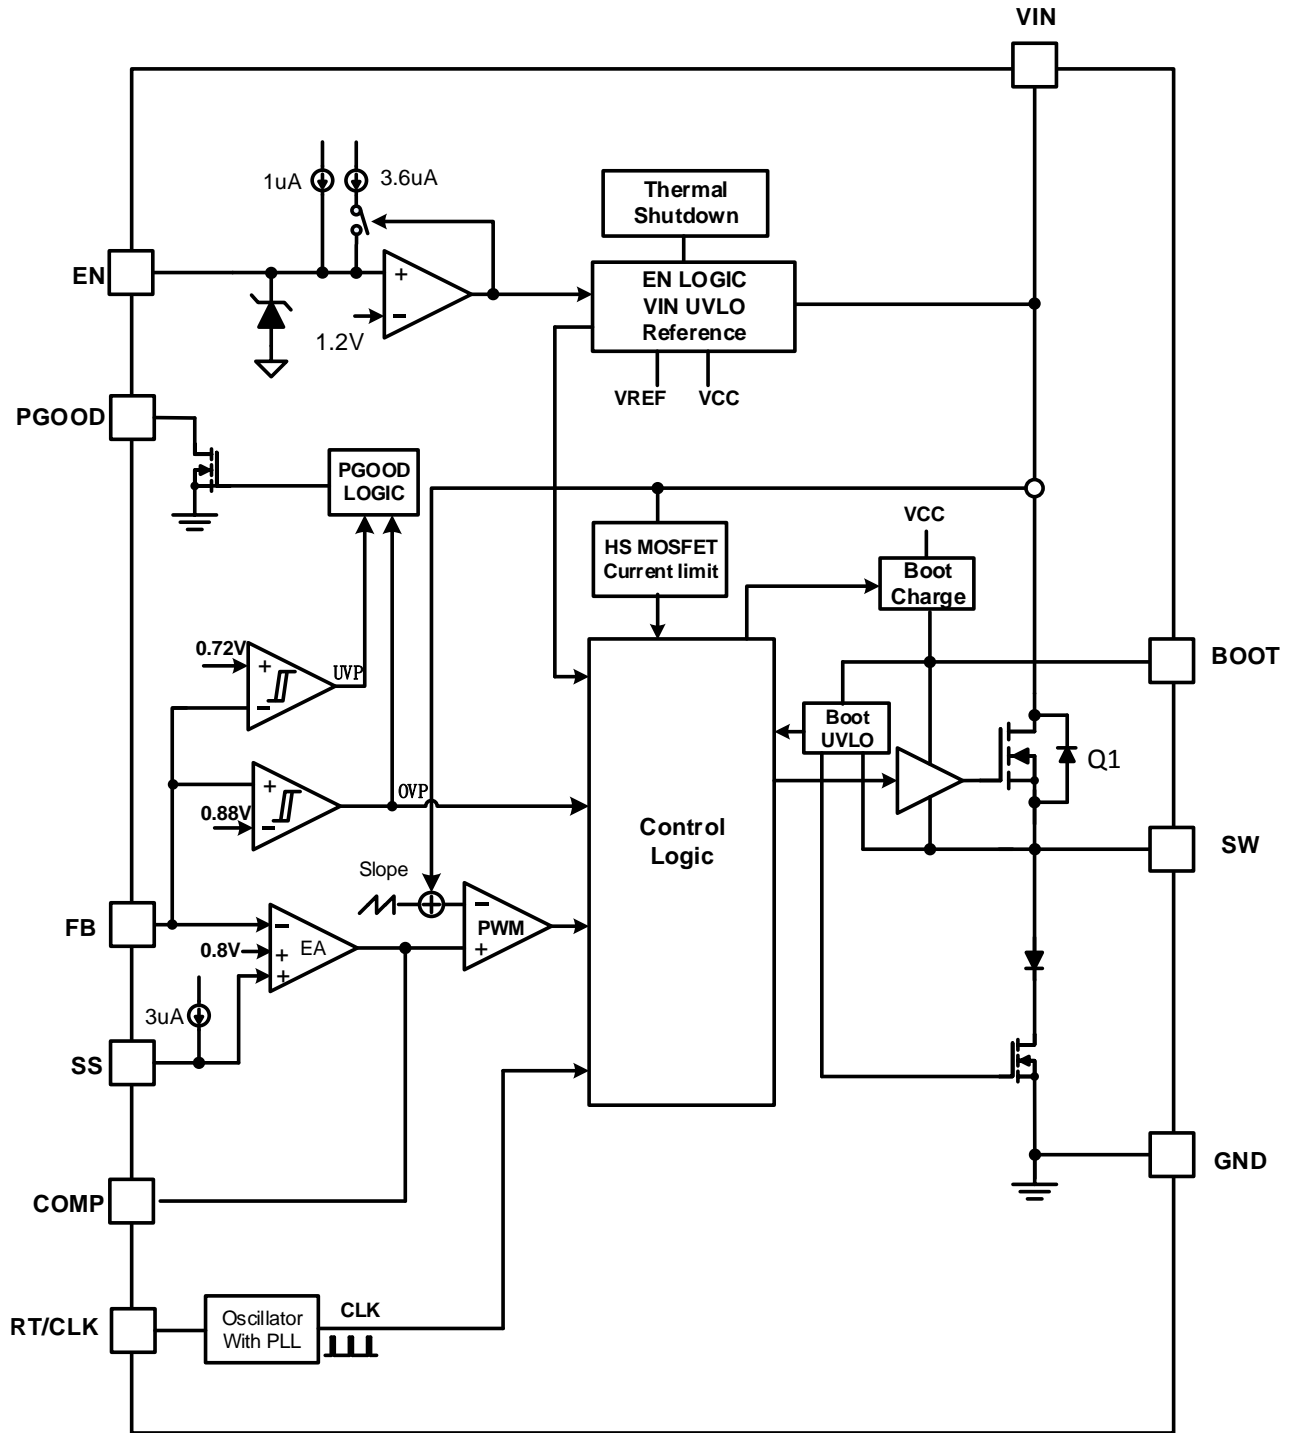 VIN
1uA
3.6uA
Thermal
Shutdown
EN
+
−
1.2V
EN LOGIC
VIN UVLO
Reference
VREF
VCC
PGOOD
PGOOD
LOGIC
VCC
HS MOSFET
Current limit
Boot
Charge
0.72V
+
−
UVP
BOOT
Boot
UVLO
Q1
+
−
0.88V
OVP
Control
Logic
SW
Slope
−
+
PWM
FB
−
0.8V
+
+
EA
3uA
SS
GND
COMP
RT/CLK
Oscillator
With PLL
CLK